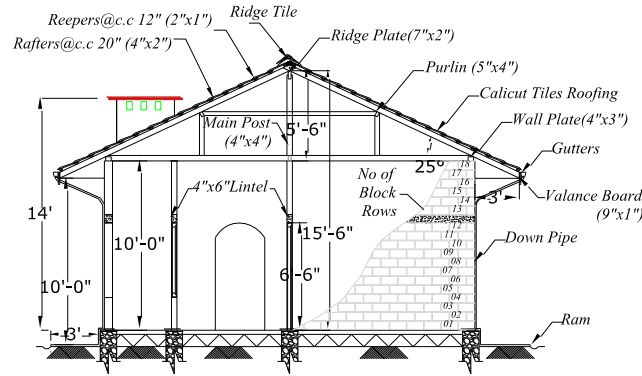 Ridge Tile
Reepers@c.c 12" (2"x1")
Rafters@c.c 20" (4"x2")
Ridge Plate(7"x2")
Purlin (5"x4")
Calicut Tiles Roofing
Wall Plate(4"x3")
Main Post
(4"x4")
5'-6"
25°
Gutters
Valance Board
(9"x1")
3'
No of
Block
Rows
18
17
16
15
14
13
12
11
10
09
08
07
06
05
04
03
02
01
4"x6"Lintel
14'
10'-0"
10'-0"
15'-6"
6'-6"
Down Pipe
3'
Ram